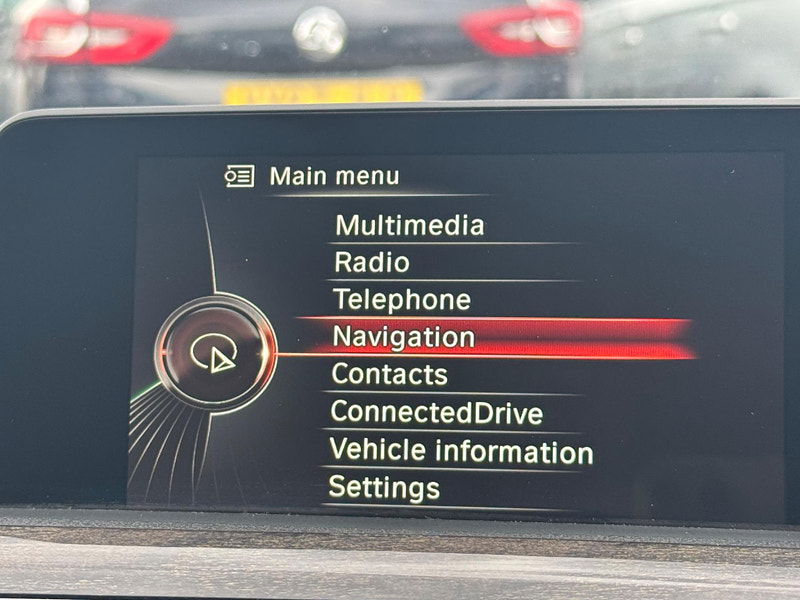 Main menu
Multimedia
Radio
Telephone
Navigation
Contacts
ConnectedDrive
Vehicle information
Settings